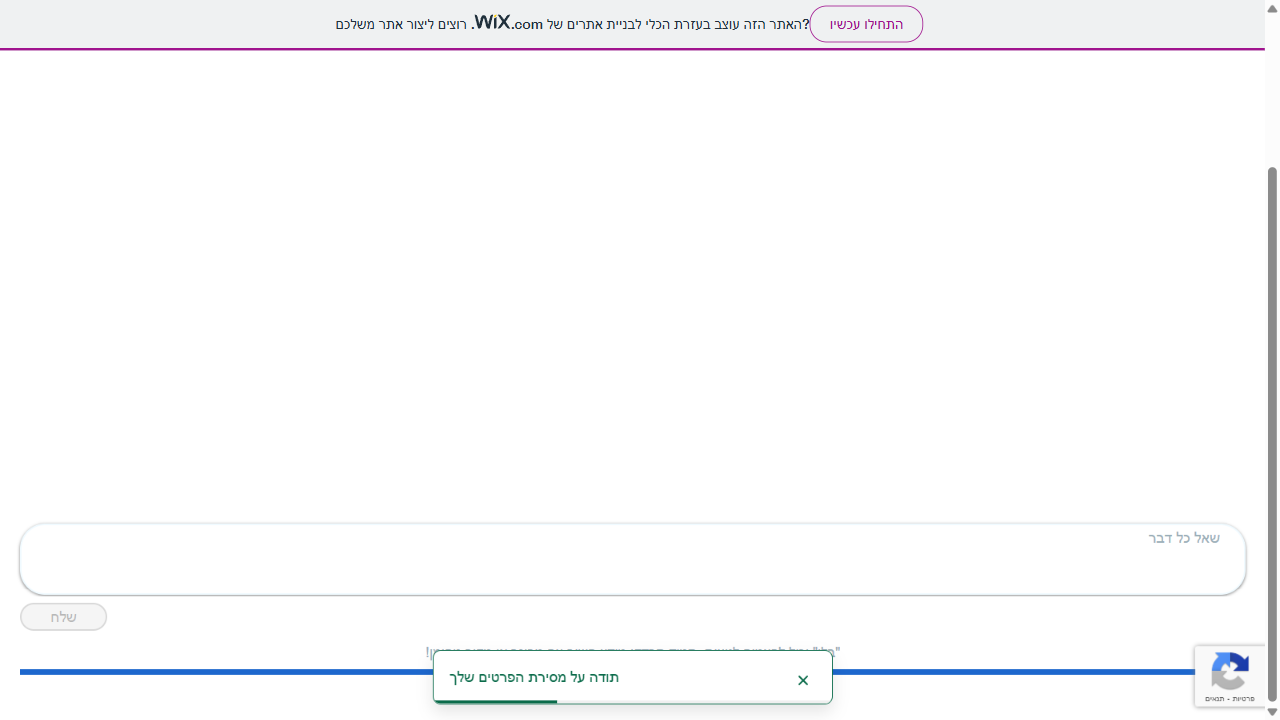 האתר הזה עוצב בעזרת הכלי לבניית אתרים של WiX.com. רוצים ליצור אתר משלכם? התחילו עכשיו
שאל כל דבר
שלח
תודה על מסירת הפרטים שלך
פרטיות - תנאים